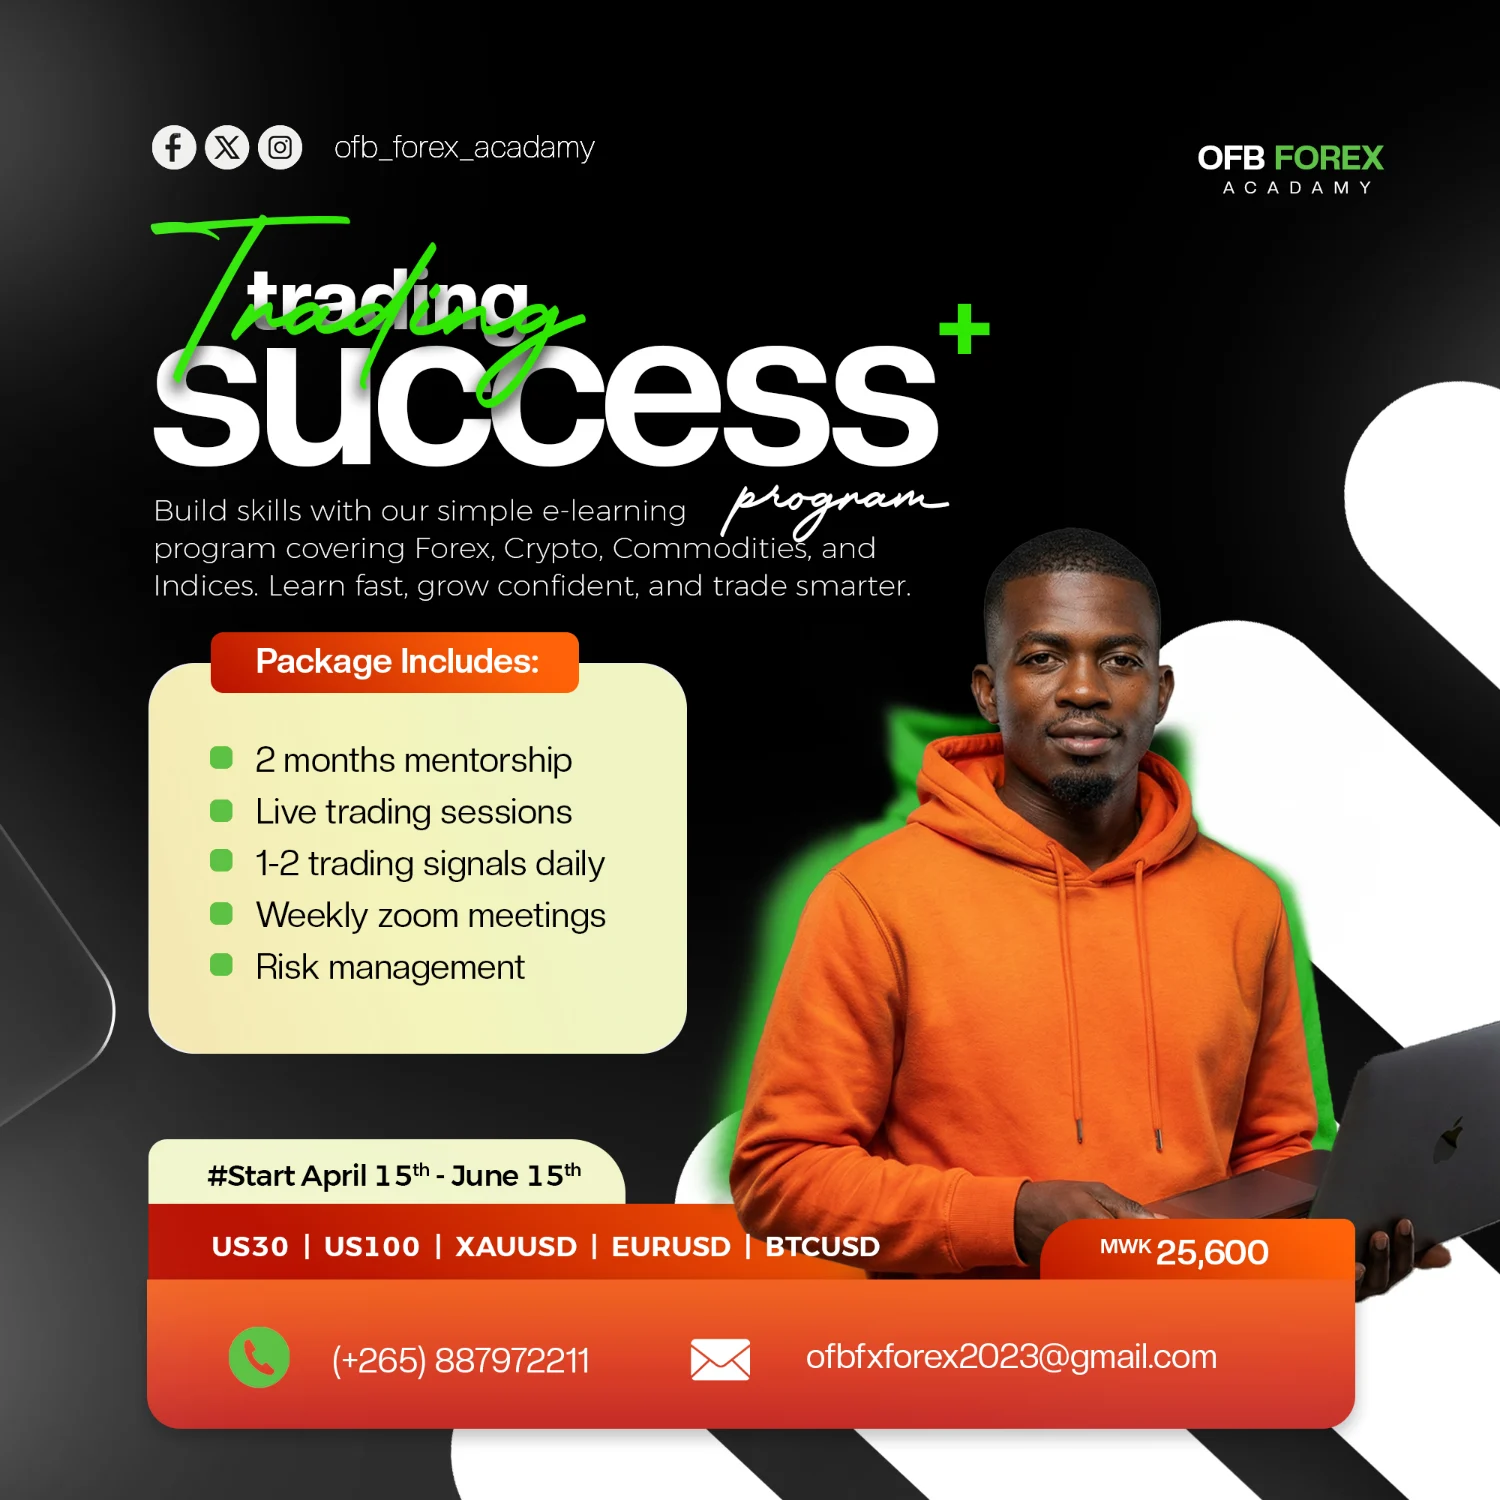 ofb_forex_acadamy
OFB FOREX
ACADAMY
Trading
trading
success+
program
Build skills with our simple e-learning
program covering Forex, Crypto, Commodities, and
Indices. Learn fast, grow confident, and trade smarter.
Package Includes:
2 months mentorship
Live trading sessions
1-2 trading signals daily
Weekly zoom meetings
Risk management
#Start April 15th - June 15th
US30 | US100 | XAUUSD | EURUSD | BTCUSD
MWK 25,600
(+265) 887972211
ofbfxforex2023@gmail.com